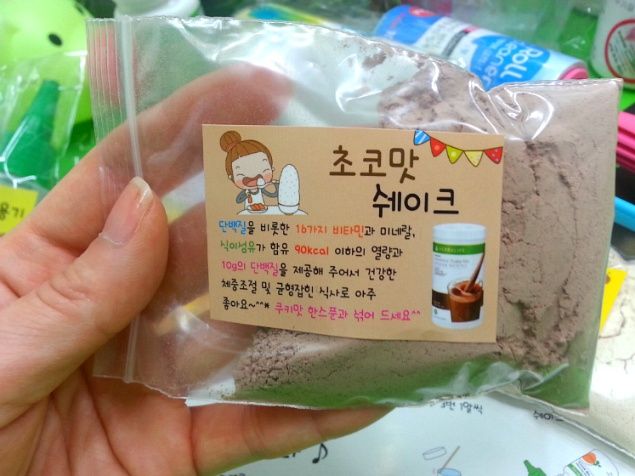 초코맛
쉐이크
단백질을 비롯한 16가지 비타민과 미네랄,
식이섬유가 함유 90kcal 이하의 열량과
10g의 단백질을 제공해 주어서 건강한
체중조절 및 균형잡힌 식사로 아주
좋아요~^^* 쿠키맛 한스푼과 섞어 드세요^^
Roll
쉐이크